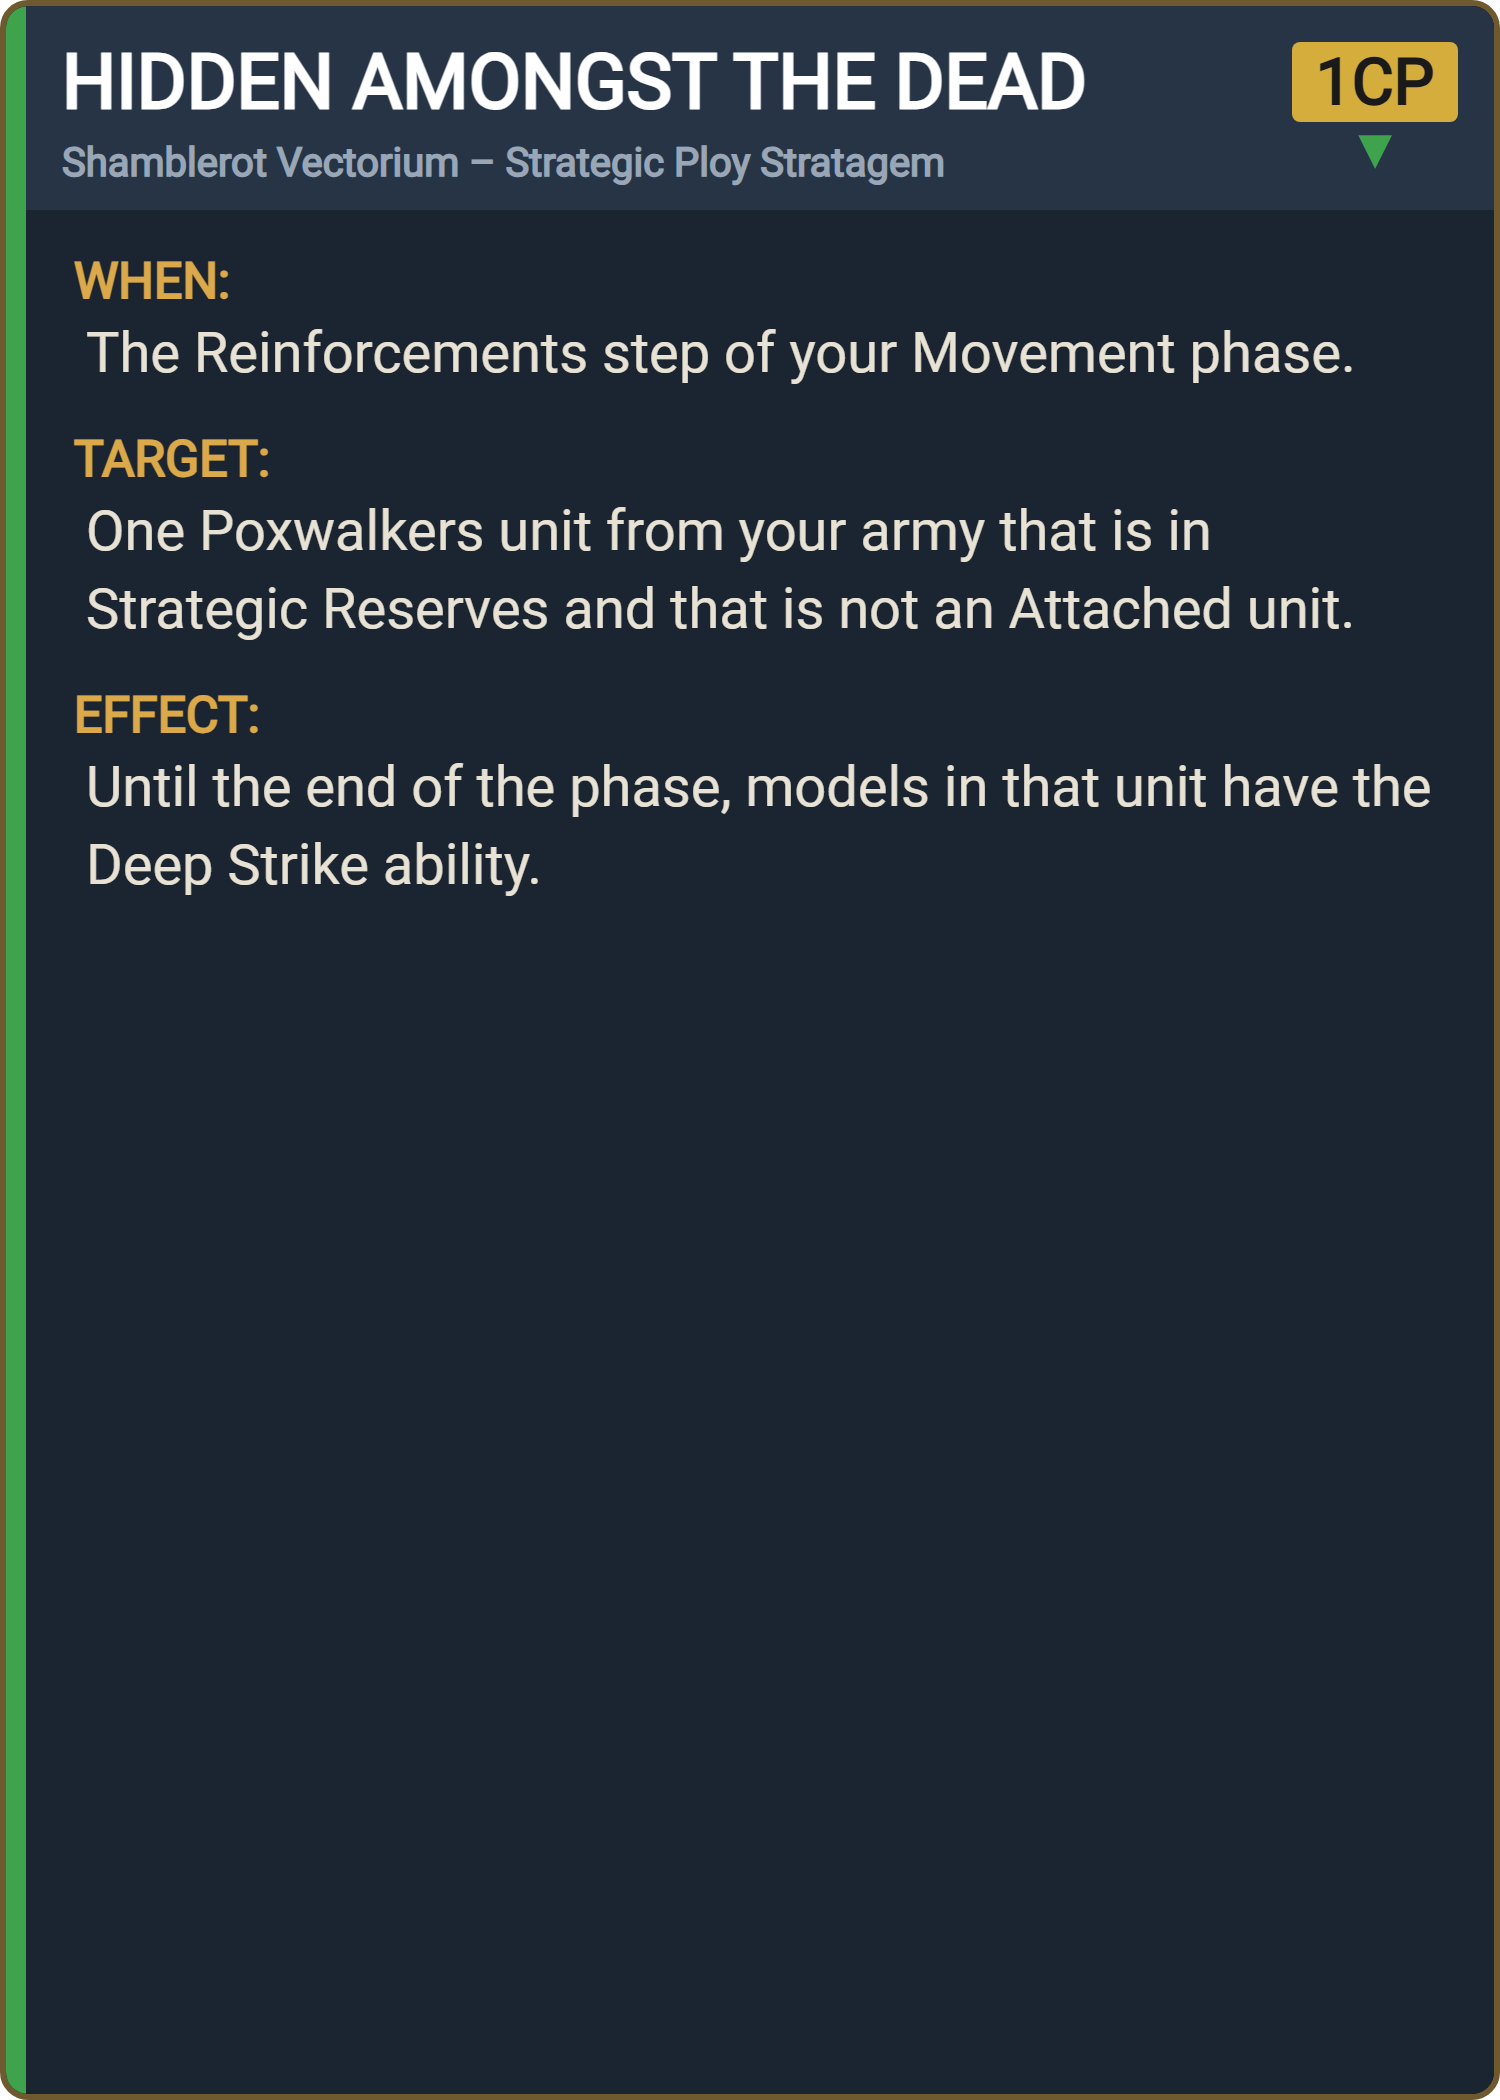 HIDDEN AMONGST THE DEAD
1CP
Shamblerot Vectorium – Strategic Ploy Stratagem
WHEN:
The Reinforcements step of your Movement phase.
TARGET:
One Poxwalkers unit from your army that is in
Strategic Reserves and that is not an Attached unit.
EFFECT:
Until the end of the phase, models in that unit have the
Deep Strike ability.